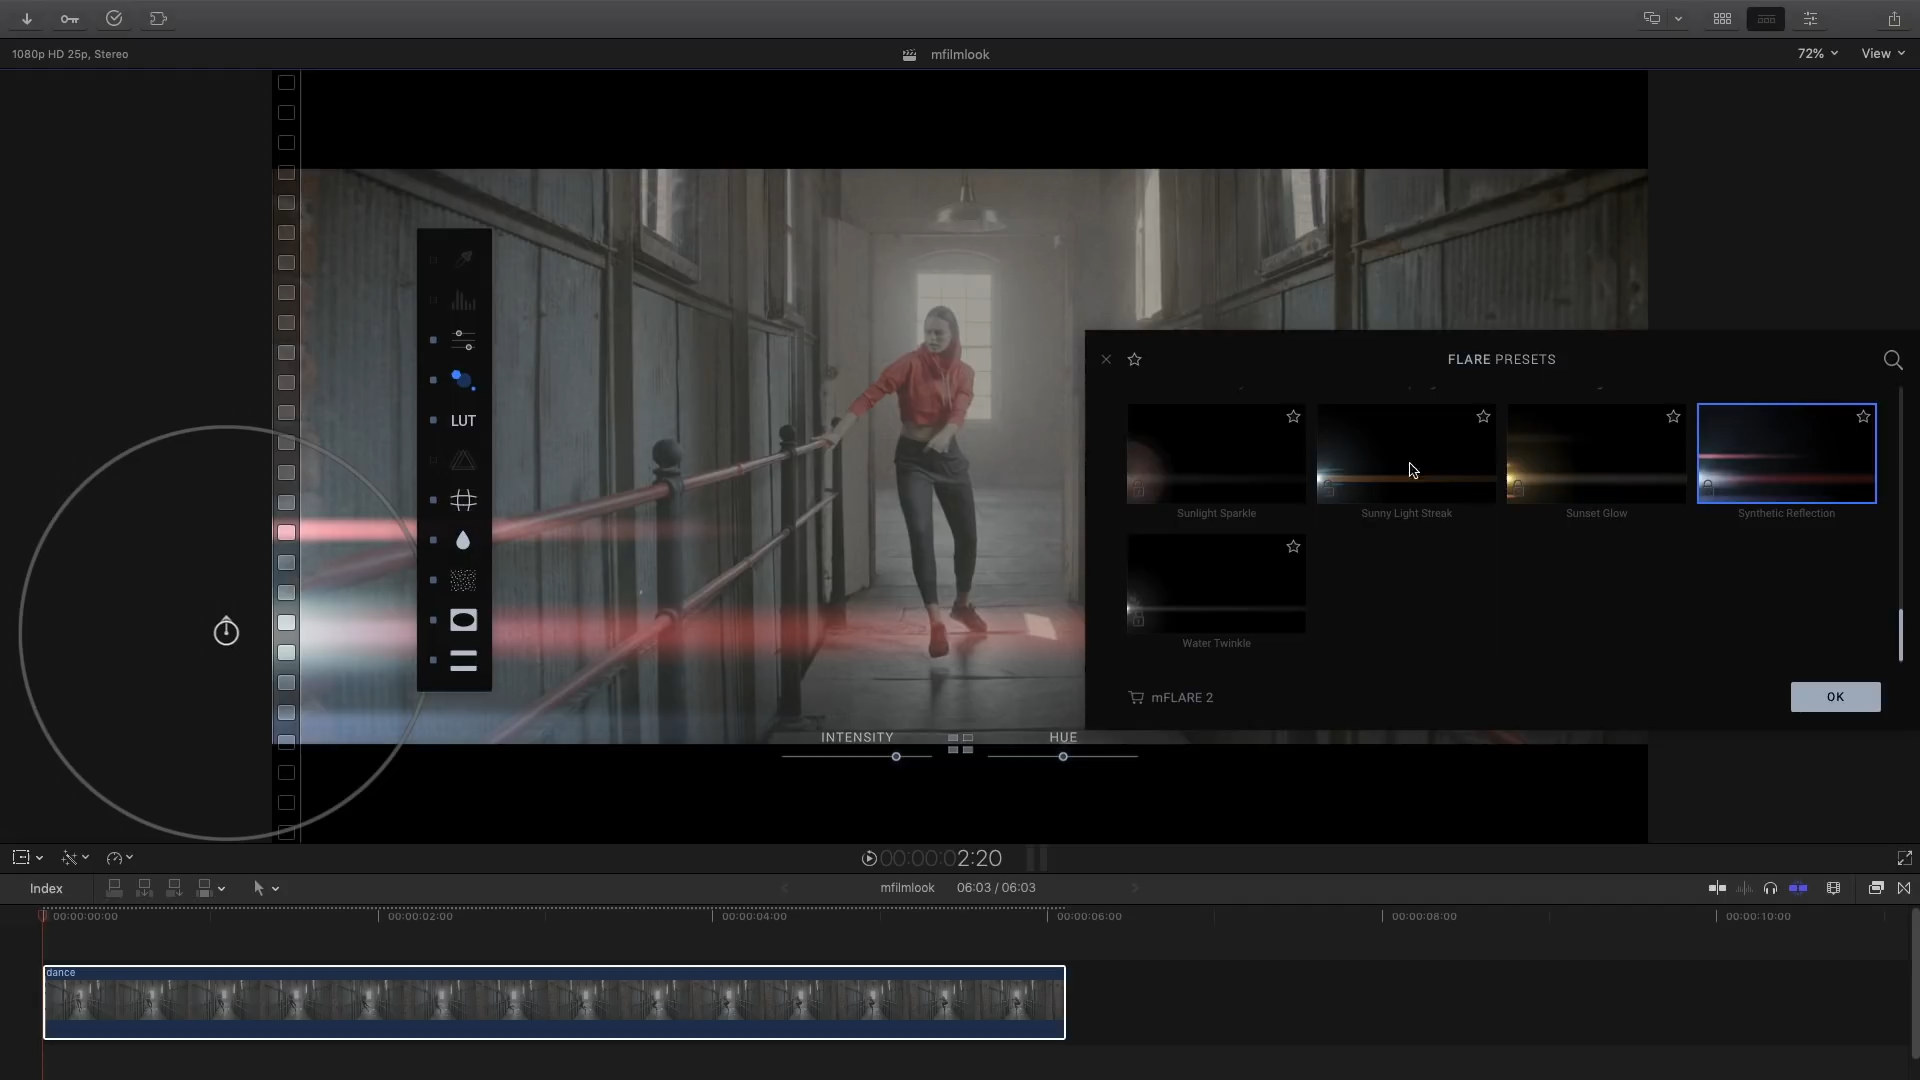 1080p HD 25p, Stereo
mfilmlook
72%
View
LUT
FLARE PRESETS
Sunlight Sparkle
Sunny Light Streak
Sunset Glow
Synthetic Reflection
Water Twinkle
mFLARE 2
OK
INTENSITY
HUE
00:00:02:20
Index
mfilmlook
06:03 / 06:03
00:00:00:00
00:00:02:00
00:00:04:00
00:00:06:00
00:00:08:00
00:00:10:00
dance